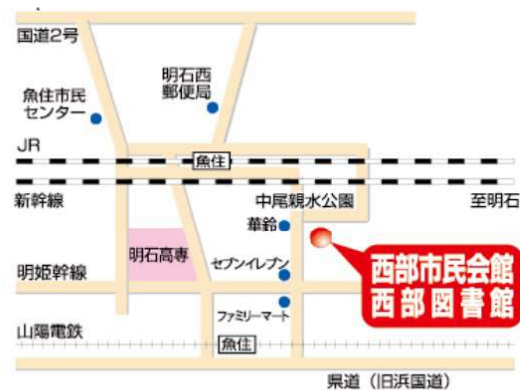 国道2号
明石西
郵便局
魚住市民
センター
JR
魚住
新幹線
中尾親水公園
至明石
華鈴
明石高専
セブンイレブン
西部市民会館
西部図書館
明姫幹線
ファミリーマート
山陽電鉄
魚住
県道（旧浜国道）